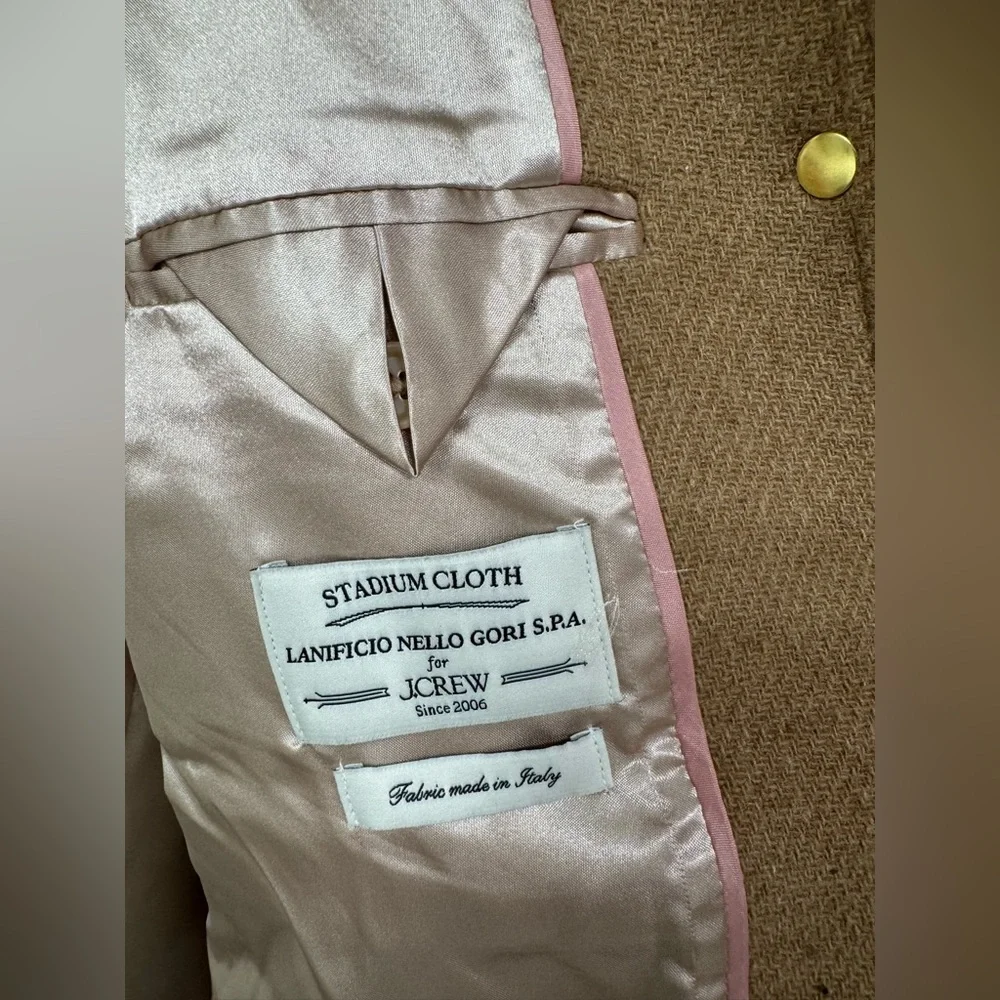 STADIUM CLOTH
LANIFICIO NELLO GORI S.P.A.
for
J.CREW
Since 2006
Fabric made in Italy